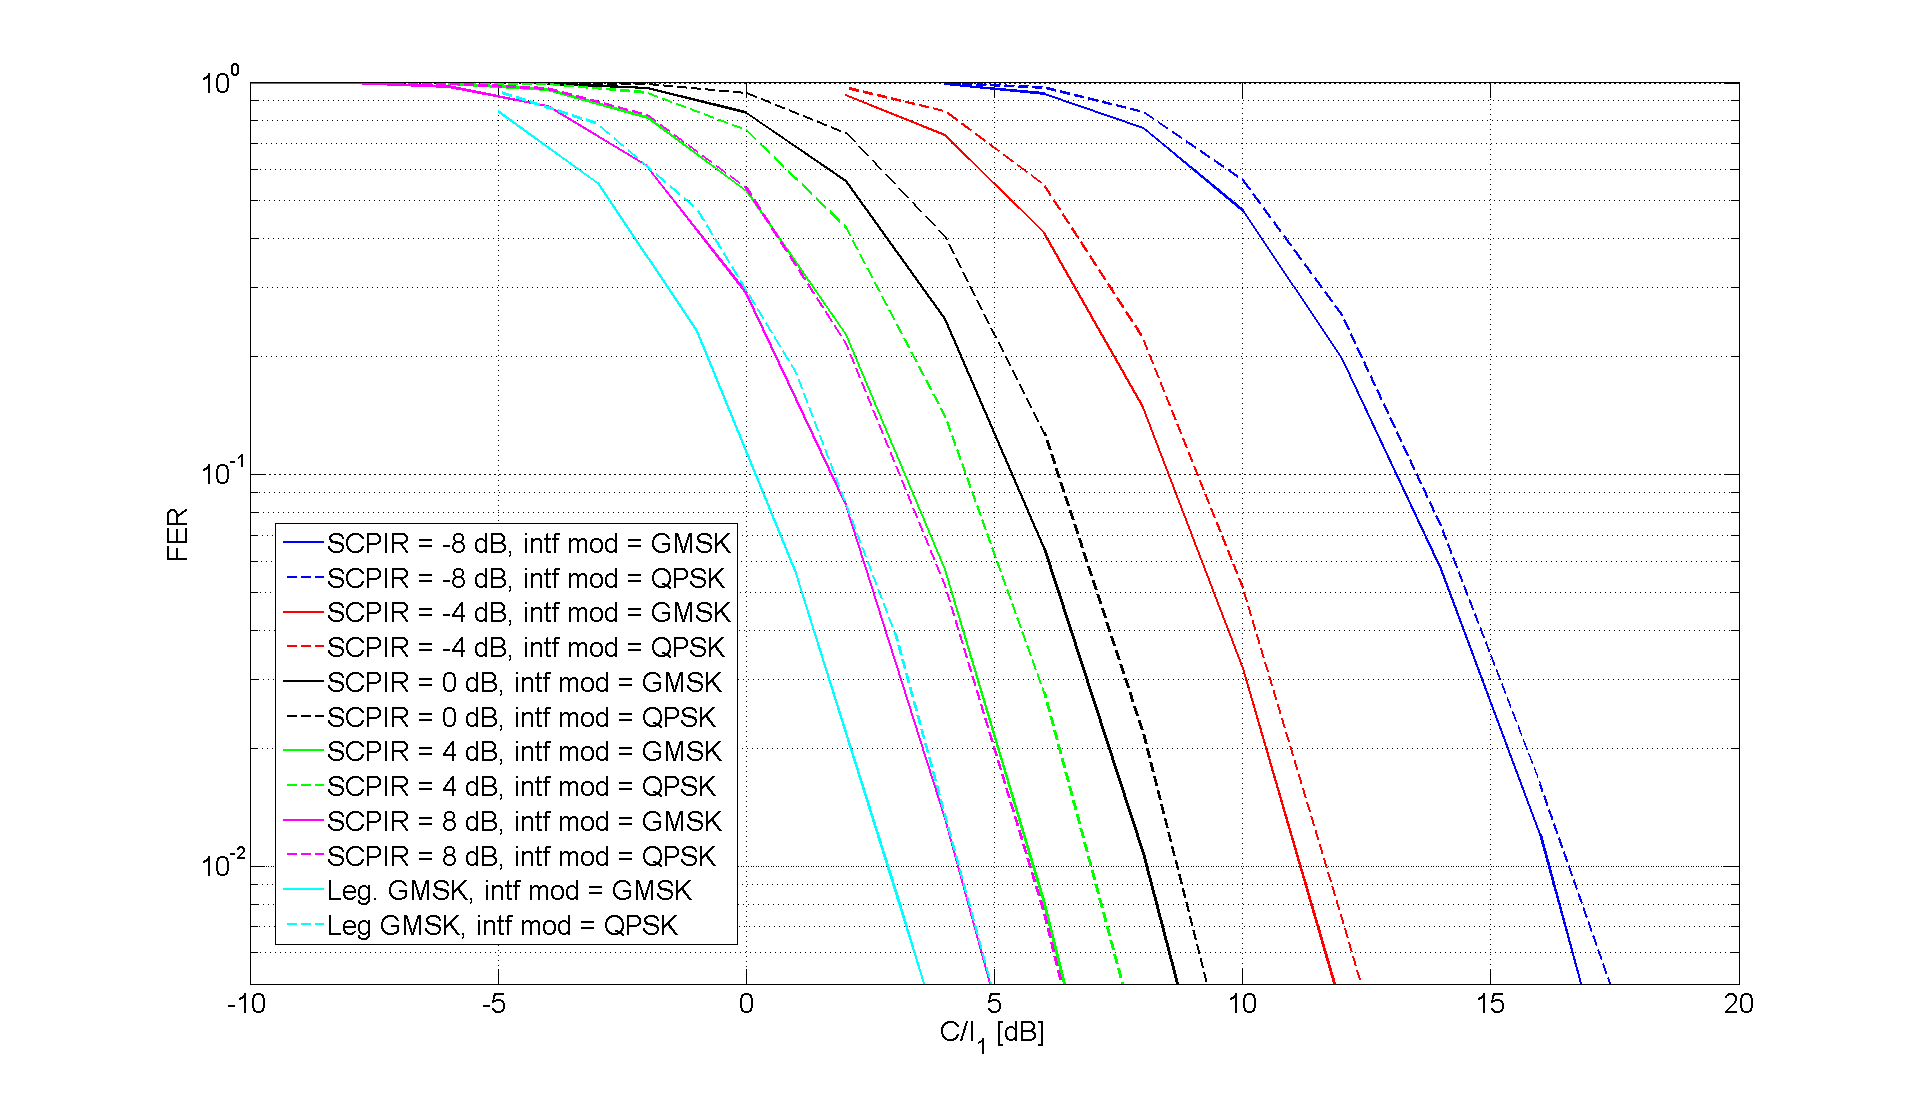 10^0
10^-1
10^-2
FER
SCPIR = -8 dB, intf mod = GMSK
SCPIR = -8 dB, intf mod = QPSK
SCPIR = -4 dB, intf mod = GMSK
SCPIR = -4 dB, intf mod = QPSK
SCPIR = 0 dB, intf mod = GMSK
SCPIR = 0 dB, intf mod = QPSK
SCPIR = 4 dB, intf mod = GMSK
SCPIR = 4 dB, intf mod = QPSK
SCPIR = 8 dB, intf mod = GMSK
SCPIR = 8 dB, intf mod = QPSK
Leg. GMSK, intf mod = GMSK
Leg GMSK, intf mod = QPSK
-10 -5 0 5 10 15 20
C/I_1 [dB]